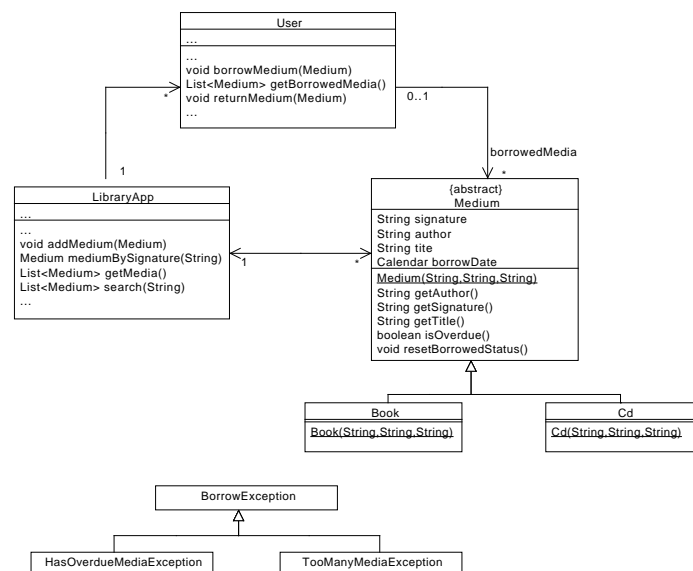 User
...
...
void borrowMedium(Medium)
List<Medium> getBorrowedMedia()
void returnMedium(Medium)
...
*
0..1
1
borrowedMedia
*
LibraryApp
...
...
void addMedium(Medium)
Medium mediumBySignature(String)
List<Medium> getMedia()
List<Medium> search(String)
...
1
*
{abstract}
Medium
String signature
String author
String tite
Calendar borrowDate
Medium(String,String,String)
String getAuthor()
String getSignature()
String getTitle()
boolean isOverdue()
void resetBorrowedStatus()
Book
Book(String,String,String)
Cd
Cd(String,String,String)
BorrowException
HasOverdueMediaException
TooManyMediaException